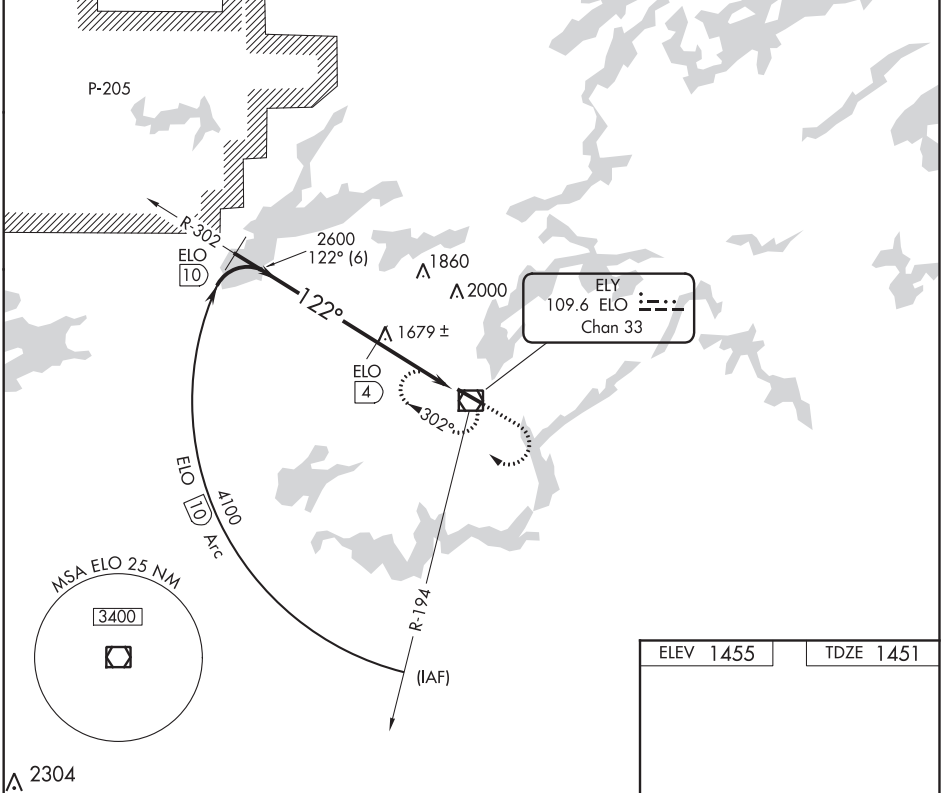 P-205
R-302
ELO
10
2600
122° (6)
1860
2000
122°
1679 ±
ELO
4
ELY
109.6 ELO
Chan 33
302°
ELO 10 Arc
4100
R-194
(IAF)
MSA ELO 25 NM
3400
2304
ELEV 1455
TDZE 1451